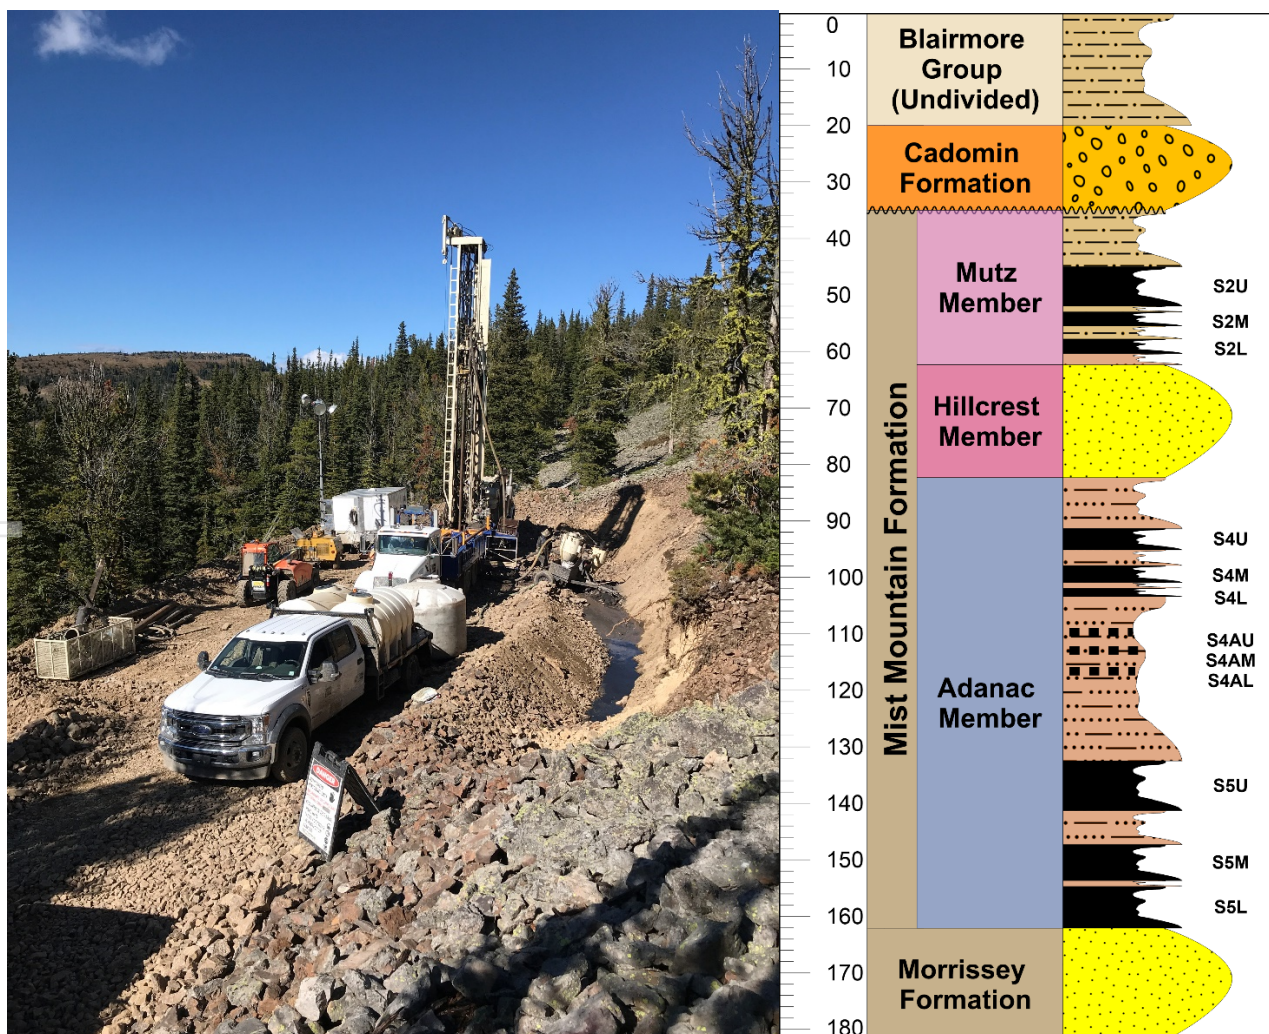 DANGER
0
10
20
30
40
50
60
70
80
90
100
110
120
130
140
150
160
170
180
Blairmore
Group
(Undivided)
Cadomin
Formation
Mist Mountain Formation
Mutz
Member
Hillcrest
Member
Adanac
Member
Morrissey
Formation
S2U
S2M
S2L
S4U
S4M
S4L
S4AU
S4AM
S4AL
S5U
S5M
S5L